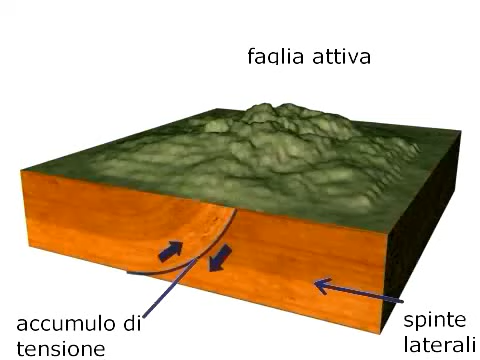 faglia attiva
accumulo di
tensione
spinte
laterali